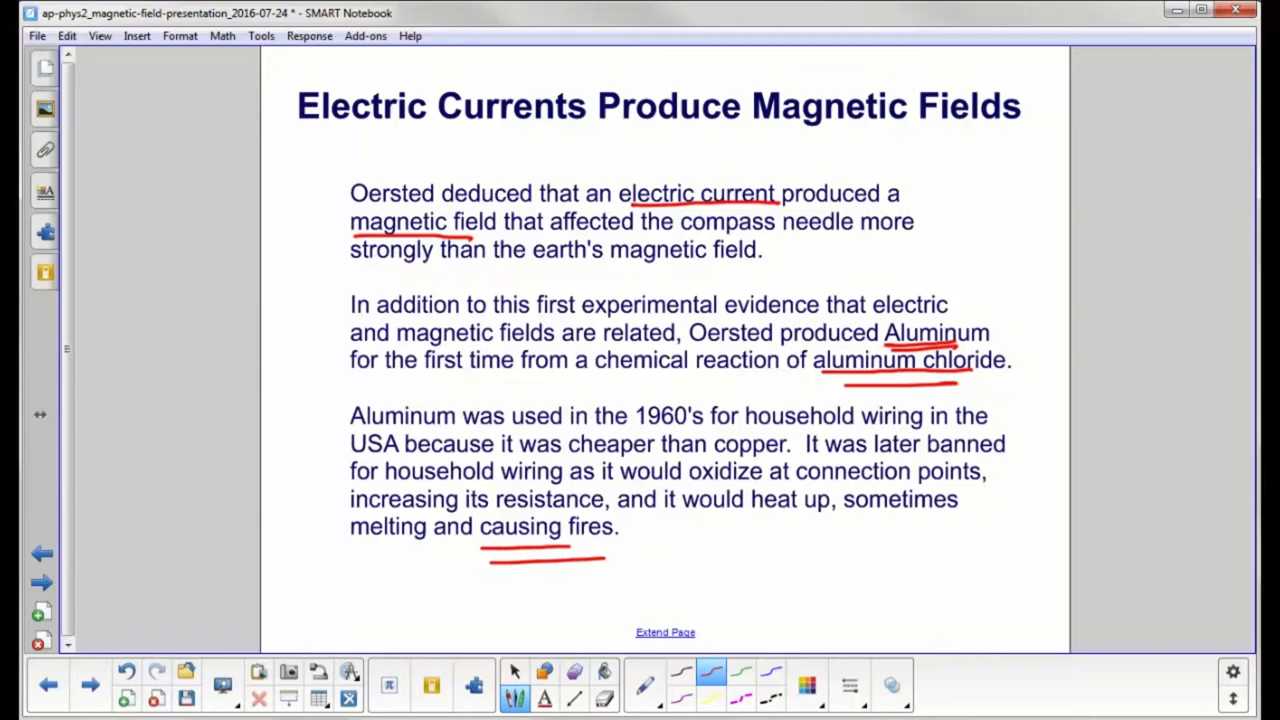 ap-phys2_magnetic-field-presentation_2016-07-24 * - SMART Notebook
File Edit View Insert Format Math Tools Response Add-ons Help
Electric Currents Produce Magnetic Fields
Oersted deduced that an electric current produced a
magnetic field that affected the compass needle more
strongly than the earth's magnetic field.
In addition to this first experimental evidence that electric
and magnetic fields are related, Oersted produced Aluminum
for the first time from a chemical reaction of aluminum chloride.
Aluminum was used in the 1960's for household wiring in the
USA because it was cheaper than copper.  It was later banned
for household wiring as it would oxidize at connection points,
increasing its resistance, and it would heat up, sometimes
melting and causing fires.
Extend Page